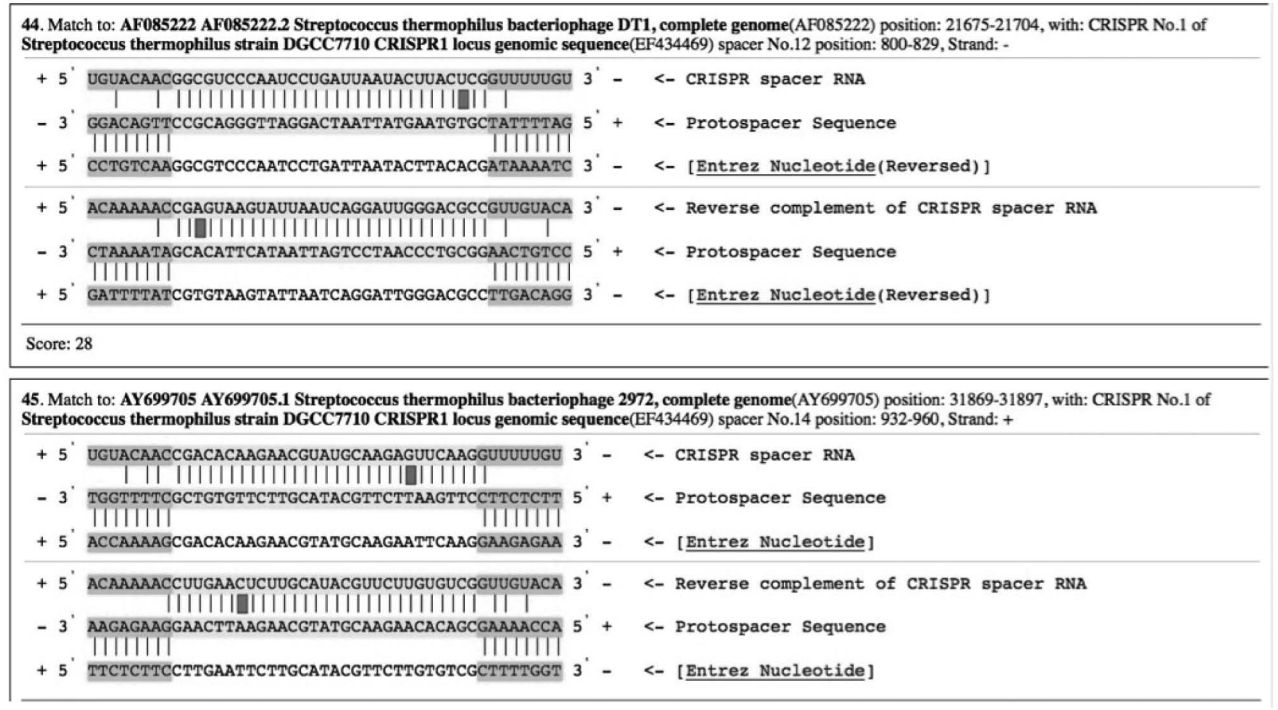 44. Match to: AF085222 AF085222.2 Streptococcus thermophilus bacteriophage DT1, complete genome(AF085222) position: 21675-21704, with: CRISPR No.1 of
Streptococcus thermophilus strain DGCC7710 CRISPR1 locus genomic sequence(EF434469) spacer No.12 position: 800-829, Strand: -
+ 5' UGUACAACGGCGUCCCAAUCCUGAUUAAUACUUACUCGGUUUUUGU 3' - <- CRISPR spacer RNA
- 3' GGACAGTTCCGCAGGGTTAGGACTAATTATGAATGTGCTATTTTAG 5' + <- Protospacer Sequence
+ 5' CCTGTCAAGGCGTCCCAATCCTGATTAATACTTACACGATAAAATC 3' - <- [Entrez Nucleotide(Reversed)]
+ 5' ACAAAAACCGAGUAAGUAUUAAUCAGGAUUGGGACGCCGUUGUACA 3' - <- Reverse complement of CRISPR spacer RNA
- 3' CTAAAATAGCACATTCATAATTAGTCCTAACCCTGCGGAACTGTCC 5' + <- Protospacer Sequence
+ 5' GATTTTATCGTGTAAGTATTAATCAGGATTGGGACGCCTTGACAGG 3' - <- [Entrez Nucleotide(Reversed)]
Score: 28
45. Match to: AY699705 AY699705.1 Streptococcus thermophilus bacteriophage 2972, complete genome(AY699705) position: 31869-31897, with: CRISPR No.1 of
Streptococcus thermophilus strain DGCC7710 CRISPR1 locus genomic sequence(EF434469) spacer No.14 position: 932-960, Strand: +
+ 5' UGUACAACCGACACAAGAACGUAUGCAAGAGUUCAAGGUUUUUGU 3' - <- CRISPR spacer RNA
- 3' TGGTTTTCGCTGTGTTCTTGCATACGTTCTTAAGTTCCTTCTCTT 5' + <- Protospacer Sequence
+ 5' ACCAAAAGCGACACAAGAACGTATGCAAGAATTCAAGGAAGAGAA 3' - <- [Entrez Nucleotide]
+ 5' ACAAAAACCUUGAACUCUUGCAUACGUUCUUGUGUCGGUUGUACA 3' - <- Reverse complement of CRISPR spacer RNA
- 3' AAGAGAAGGAACTTAAGAACGTATGCAAGAACACAGCGAAAACCA 5' + <- Protospacer Sequence
+ 5' TTCTCTTCCTTGAATTCTTGCATACGTTCTTGTGTCGCTTTTGGT 3' - <- [Entrez Nucleotide]